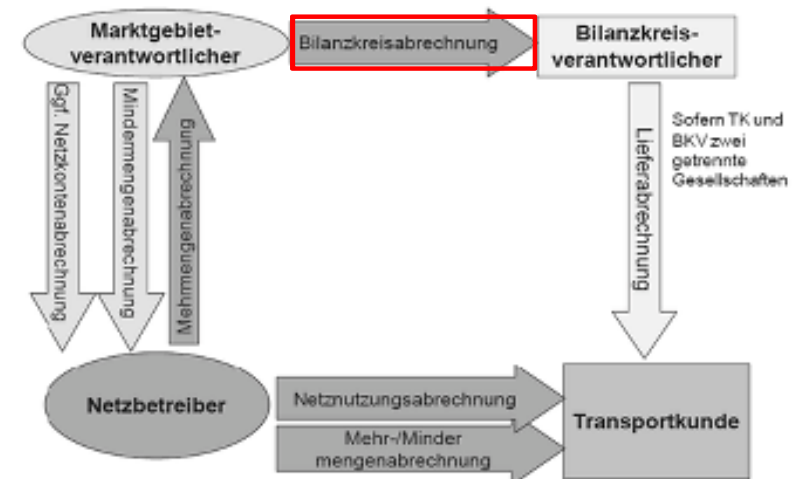 Marktgebiet-
verantwortlicher
Bilanzkreisabrechnung
Bilanzkreis-
verantwortlicher
Ggf. Netzkontenabrechnung
Mindermengenabrechnung
Mehrmengenabrechnung
Lieferabrechnung
Sofern TK und
BKV zwei
getrennte
Gesellschaften
Netzbetreiber
Netznutzungsabrechnung
Mehr-/Minder
mengenabrechnung
Transportkunde